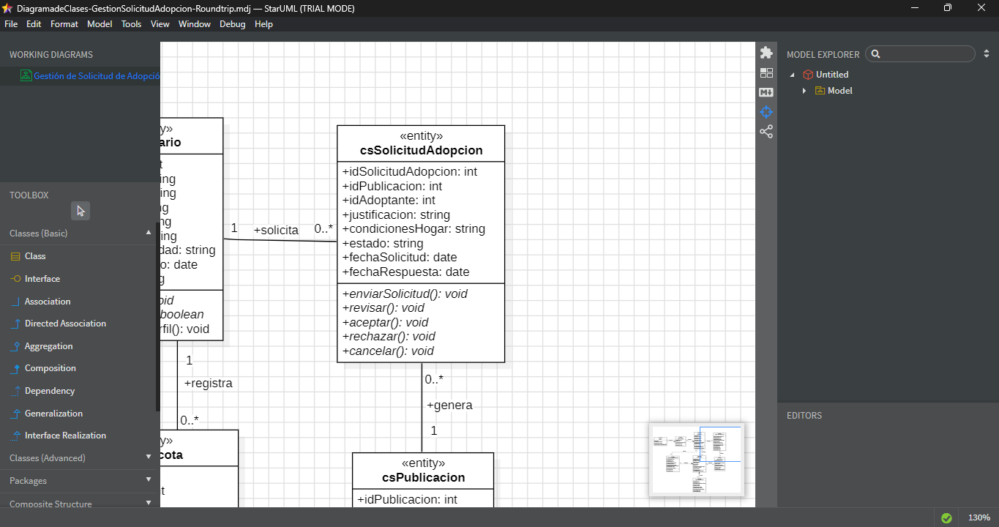 DiagramadeClases-GestionSolicitudAdopcion-Roundtrip.mdj — StarUML (TRIAL MODE)
File Edit Format Model Tools View Window Debug Help
WORKING DIAGRAMS
Gestión de Solicitud de Adopció
TOOLBOX
Classes (Basic)
Class
Interface
Association
Directed Association
Aggregation
Composition
Dependency
Generalization
Interface Realization
Classes (Advanced)
Packages
Composite Structure
y»
ario
t
ing
ing
ng
ng
ing
dad: string
o: date
g
oid
boolean
rfil(): void
1
+solicita
0..*
1
+registra
0..*
y»
cota
t
«entity»
csSolicitudAdopcion
+idSolicitudAdopcion: int
+idPublicacion: int
+idAdoptante: int
+justificacion: string
+condicionesHogar: string
+estado: string
+fechaSolicitud: date
+fechaRespuesta: date
+enviarSolicitud(): void
+revisar(): void
+aceptar(): void
+rechazar(): void
+cancelar(): void
0..*
+genera
1
«entity»
csPublicacion
+idPublicacion: int
M
MODEL EXPLORER
Untitled
Model
EDITORS
130%